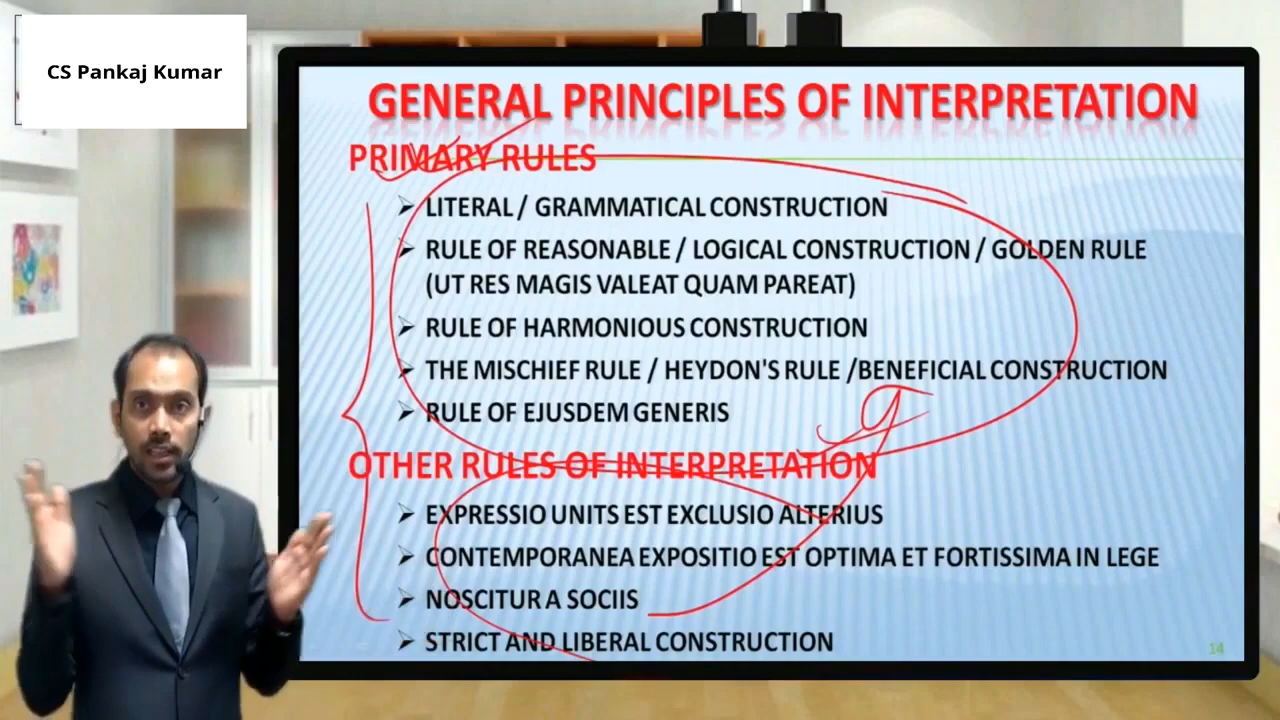 CS Pankaj Kumar
GENERAL PRINCIPLES OF INTERPRETATION
PRIMARY RULES
LITERAL / GRAMMATICAL CONSTRUCTION
RULE OF REASONABLE / LOGICAL CONSTRUCTION / GOLDEN RULE
(UT RES MAGIS VALEAT QUAM PAREAT)
RULE OF HARMONIOUS CONSTRUCTION
THE MISCHIEF RULE / HEYDON'S RULE /BENEFICIAL CONSTRUCTION
RULE OF EJUSDEM GENERIS
OTHER RULES OF INTERPRETATION
EXPRESSIO UNITS EST EXCLUSIO ALTERIUS
CONTEMPORANEA EXPOSITIO EST OPTIMA ET FORTISSIMA IN LEGE
NOSCITUR A SOCIIS
STRICT AND LIBERAL CONSTRUCTION
14